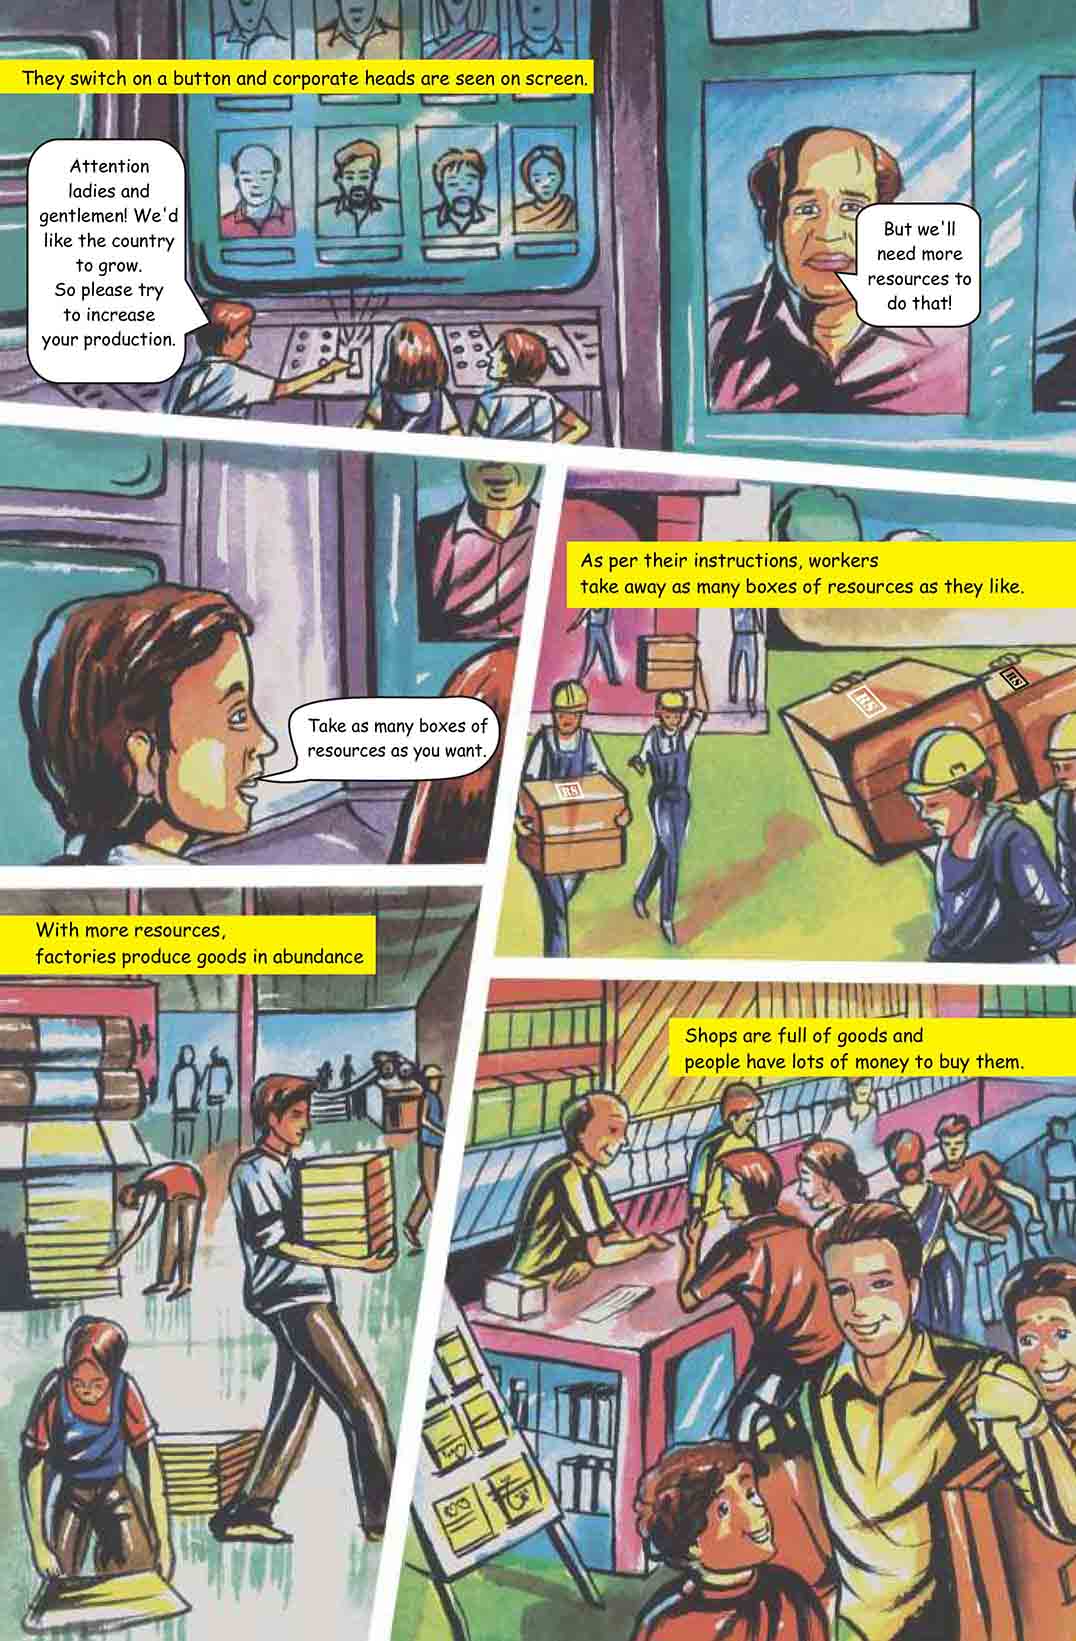 They switch on a button and corporate heads are seen on screen.
Attention
ladies and
gentlemen! We'd
like the country
to grow.
So please try
to increase
your production.
But we'll
need more
resources to
do that!
Take as many boxes of
resources as you want.
As per their instructions, workers
take away as many boxes of resources as they like.
RS
RS
RS
With more resources,
factories produce goods in abundance
Shops are full of goods and
people have lots of money to buy them.